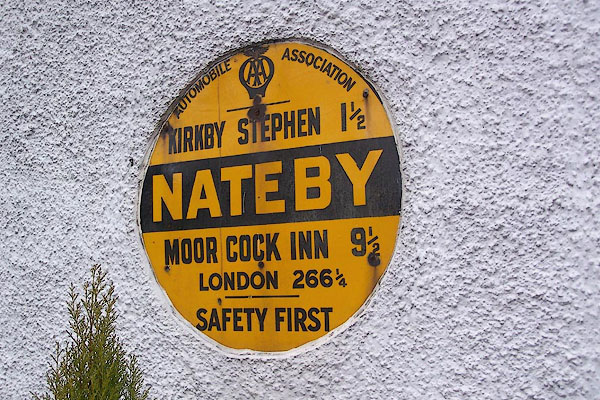 AUTOMOBILE AA ASSOCIATION
KIRKBY STEPHEN 1½
NATEBY
MOOR COCK INN 9½
LONDON 266¼
SAFETY FIRST